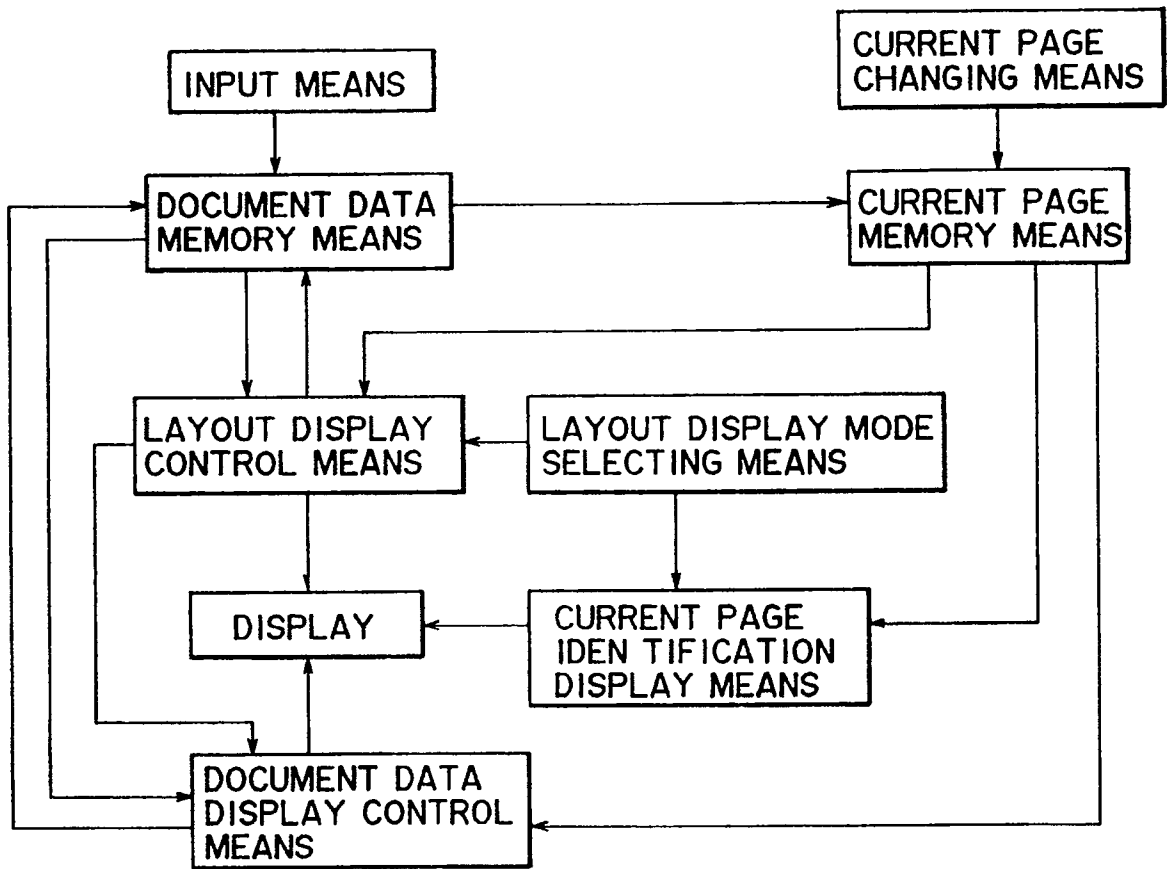 INPUT MEANS
CURRENT PAGE
CHANGING MEANS
DOCUMENT DATA
MEMORY MEANS
CURRENT PAGE
MEMORY MEANS
LAYOUT DISPLAY
CONTROL MEANS
LAYOUT DISPLAY MODE
SELECTING MEANS
DISPLAY
CURRENT PAGE
IDEN TIFICATION
DISPLAY MEANS
DOCUMENT DATA
DISPLAY CONTROL
MEANS